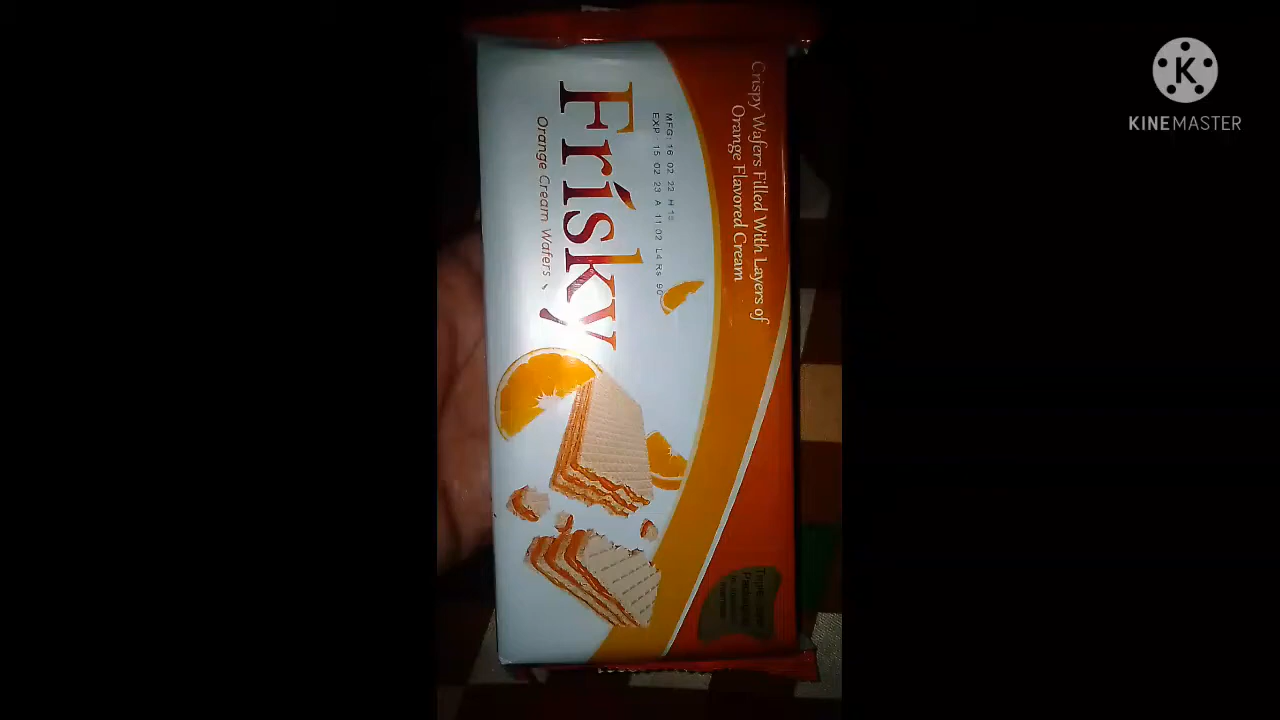 Crispy Wafers Filled With Layers of
Orange Flavored Cream
MFG: 16 02 22 H 1
EXP: 15 02 23 A 11:02 L4 Rs 90
Frisky
Orange Cream Wafers
K
KINEMASTER